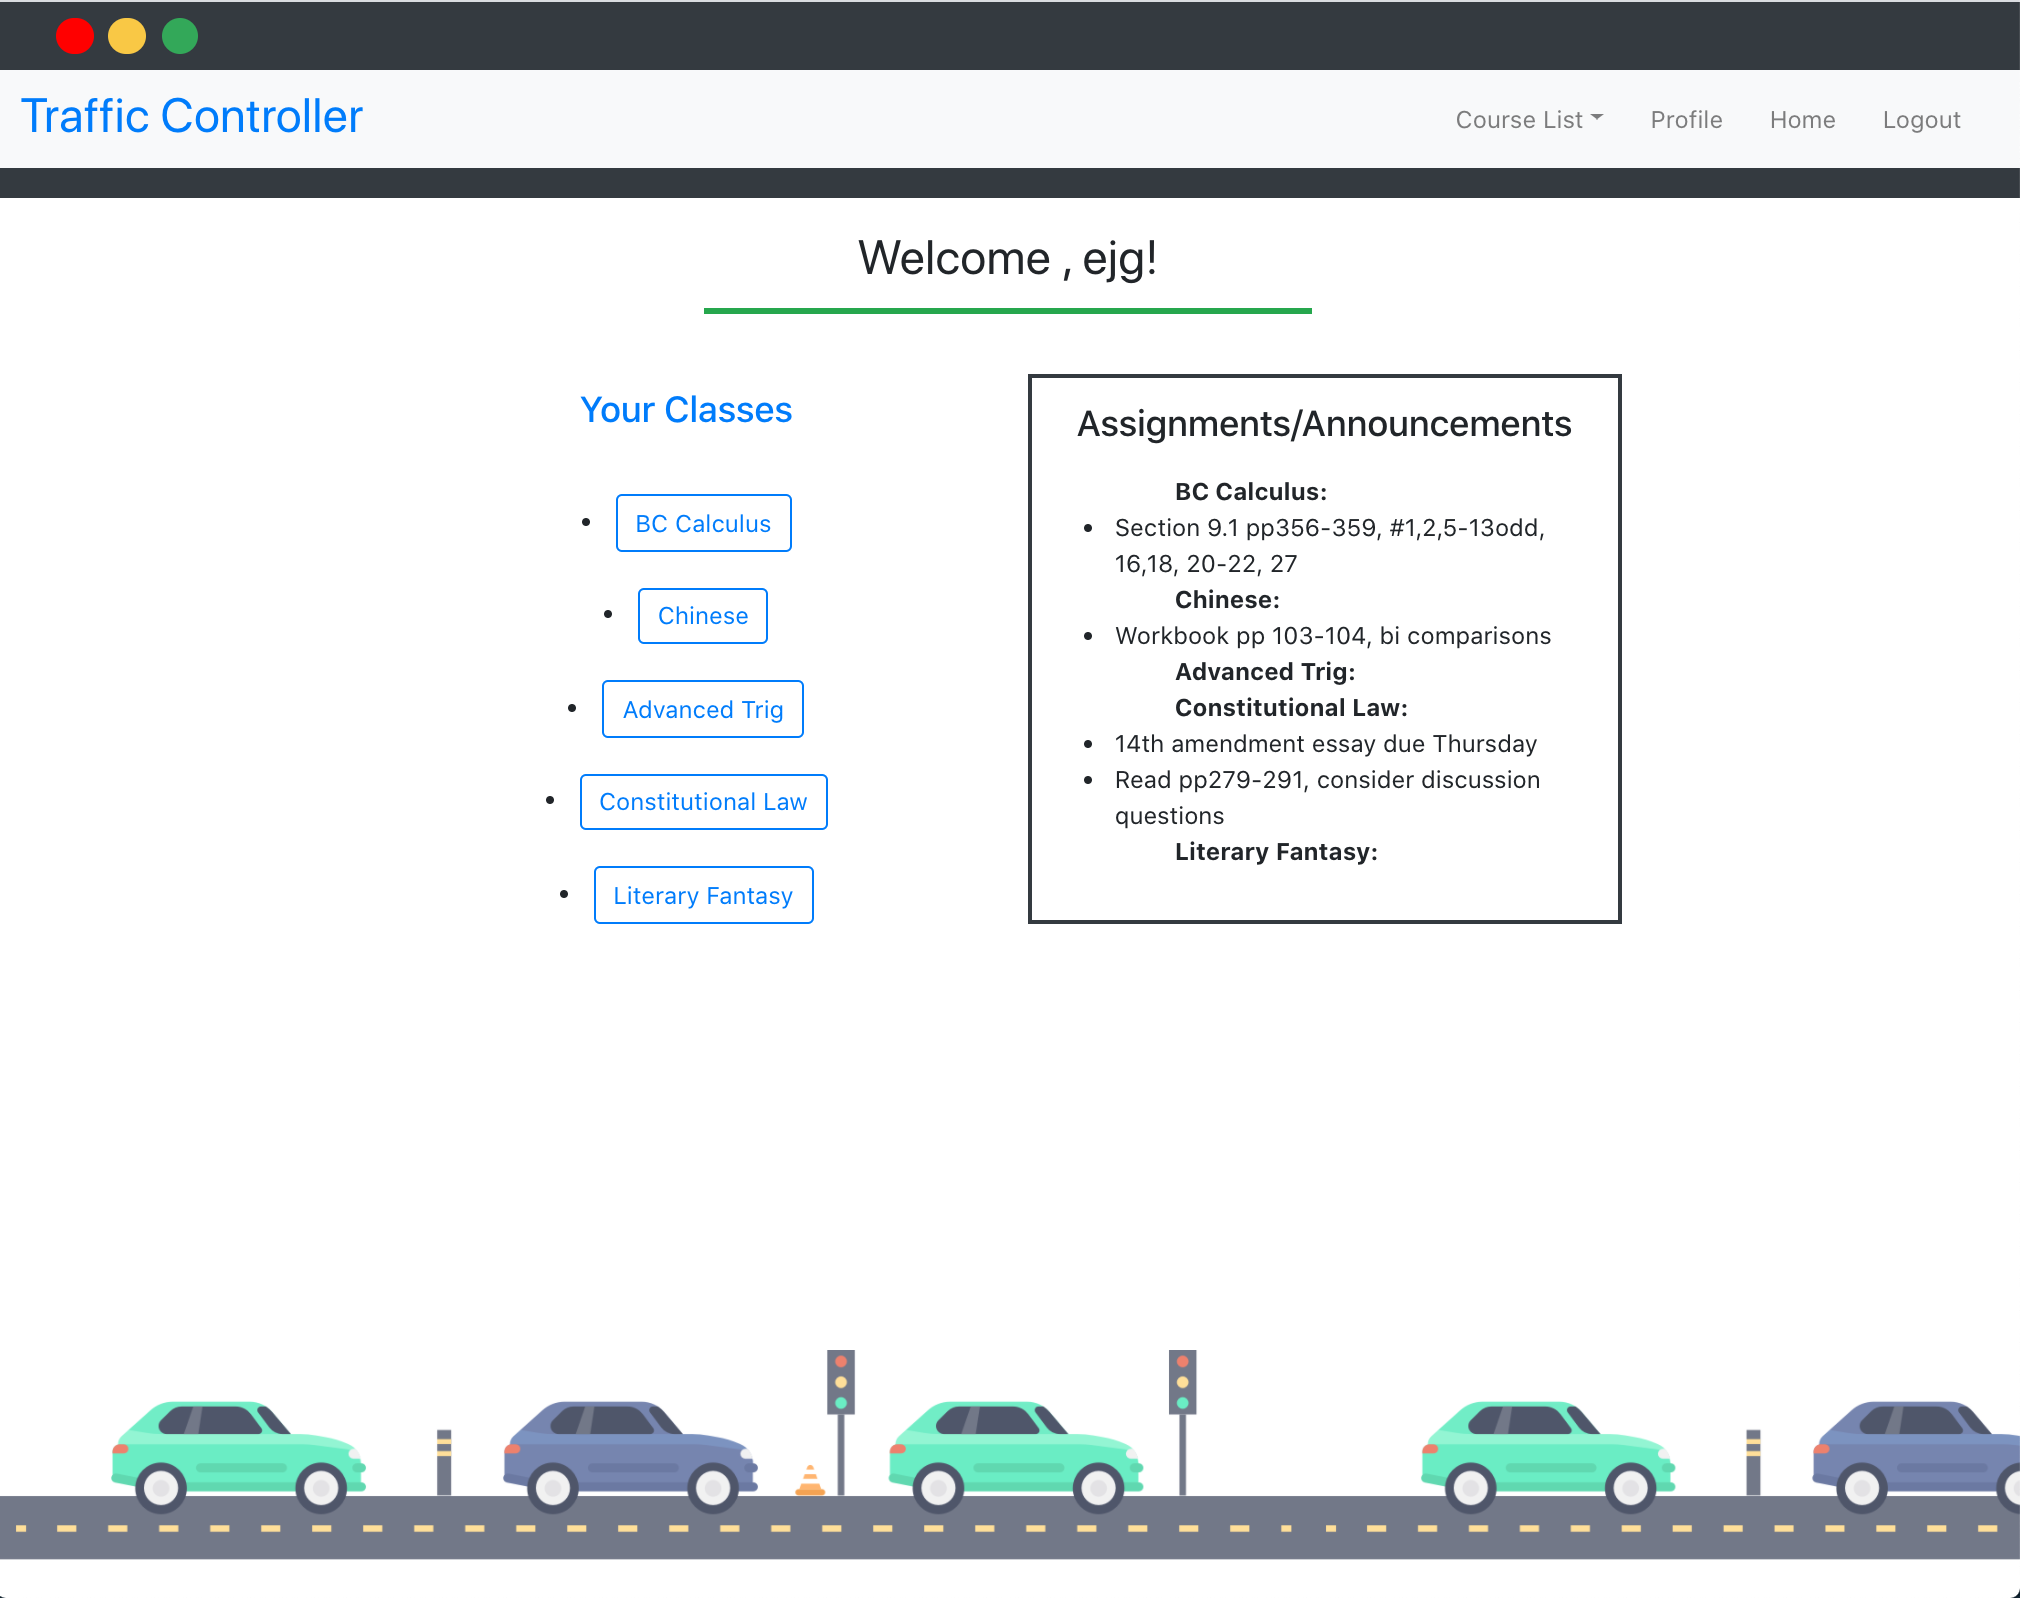 Traffic Controller
Course List
Profile
Home
Logout
Welcome , ejg!
Your Classes
BC Calculus
Chinese
Advanced Trig
Constitutional Law
Literary Fantasy
Assignments/Announcements
BC Calculus:
Section 9.1 pp356-359, #1,2,5-13odd,
16,18, 20-22, 27
Chinese:
Workbook pp 103-104, bi comparisons
Advanced Trig:
Constitutional Law:
14th amendment essay due Thursday
Read pp279-291, consider discussion
questions
Literary Fantasy: